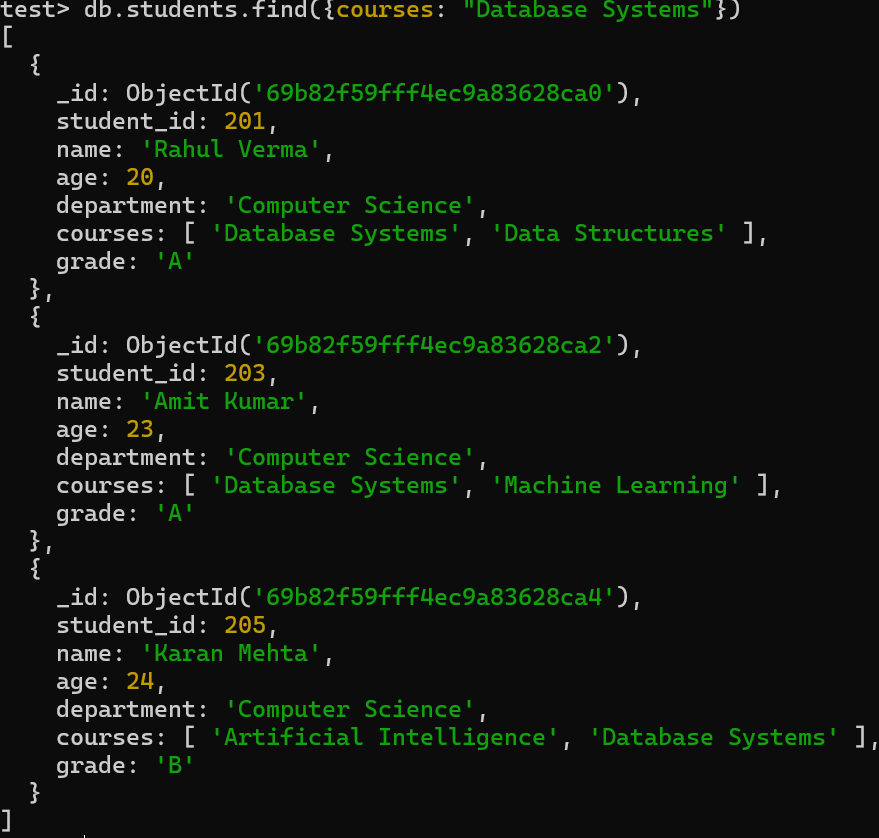 test> db.students.find({courses: "Database Systems"})
[
  {
    _id: ObjectId('69b82f59fff4ec9a83628ca0'),
    student_id: 201,
    name: 'Rahul Verma',
    age: 20,
    department: 'Computer Science',
    courses: [ 'Database Systems', 'Data Structures' ],
    grade: 'A'
  },
  {
    _id: ObjectId('69b82f59fff4ec9a83628ca2'),
    student_id: 203,
    name: 'Amit Kumar',
    age: 23,
    department: 'Computer Science',
    courses: [ 'Database Systems', 'Machine Learning' ],
    grade: 'A'
  },
  {
    _id: ObjectId('69b82f59fff4ec9a83628ca4'),
    student_id: 205,
    name: 'Karan Mehta',
    age: 24,
    department: 'Computer Science',
    courses: [ 'Artificial Intelligence', 'Database Systems' ],
    grade: 'B'
  }
]